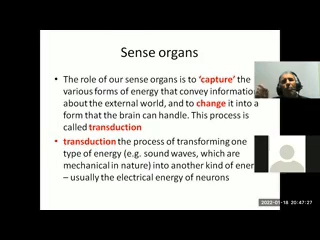 Sense organs
• The role of our sense organs is to ‘capture’ the
various forms of energy that convey information
about the external world, and to change it into a
form that the brain can handle. This process is
called transduction
• transduction the process of transforming one
type of energy (e.g. sound waves, which are
mechanical in nature) into another kind of ener
– usually the electrical energy of neurons
2022-01-18 20:47:27